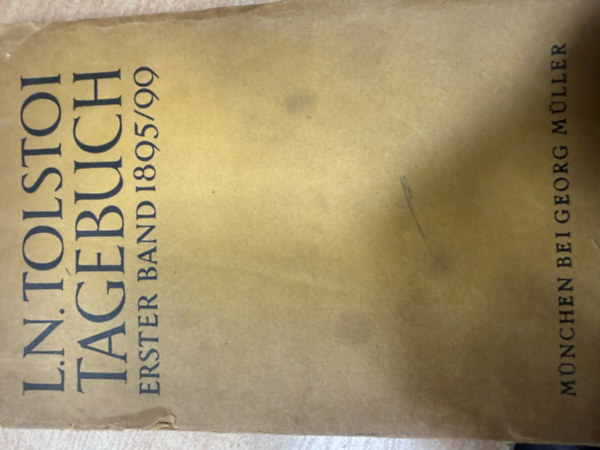 L.N. TOLSTOI
TAGEBUCH
ERSTER BAND 1895/99
MÜNCHEN BEI GEORG MÜLLER